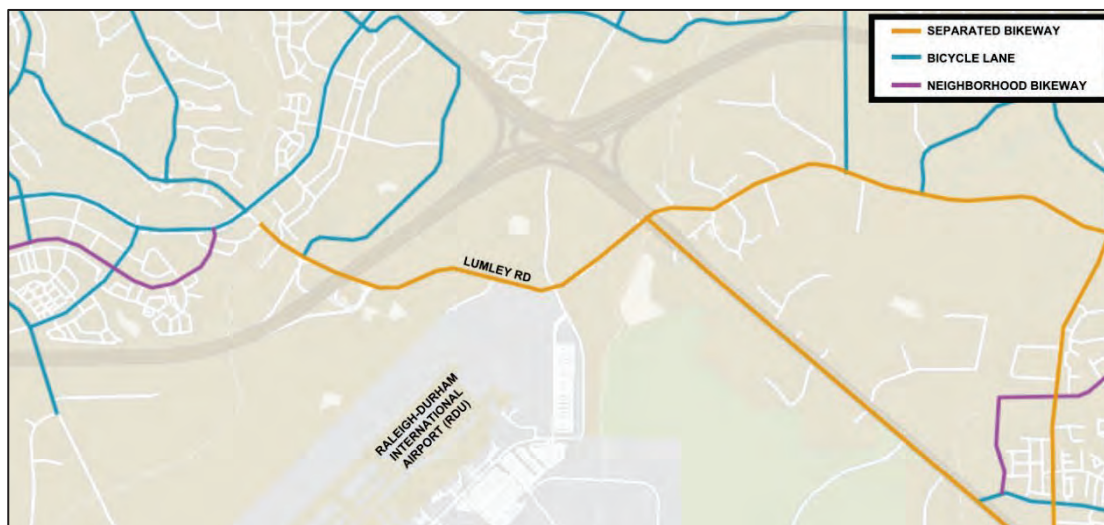 SEPARATED BIKEWAY
BICYCLE LANE
NEIGHBORHOOD BIKEWAY
LUMLEY RD
RALEIGH-DURHAM
INTERNATIONAL
AIRPORT (RDU)